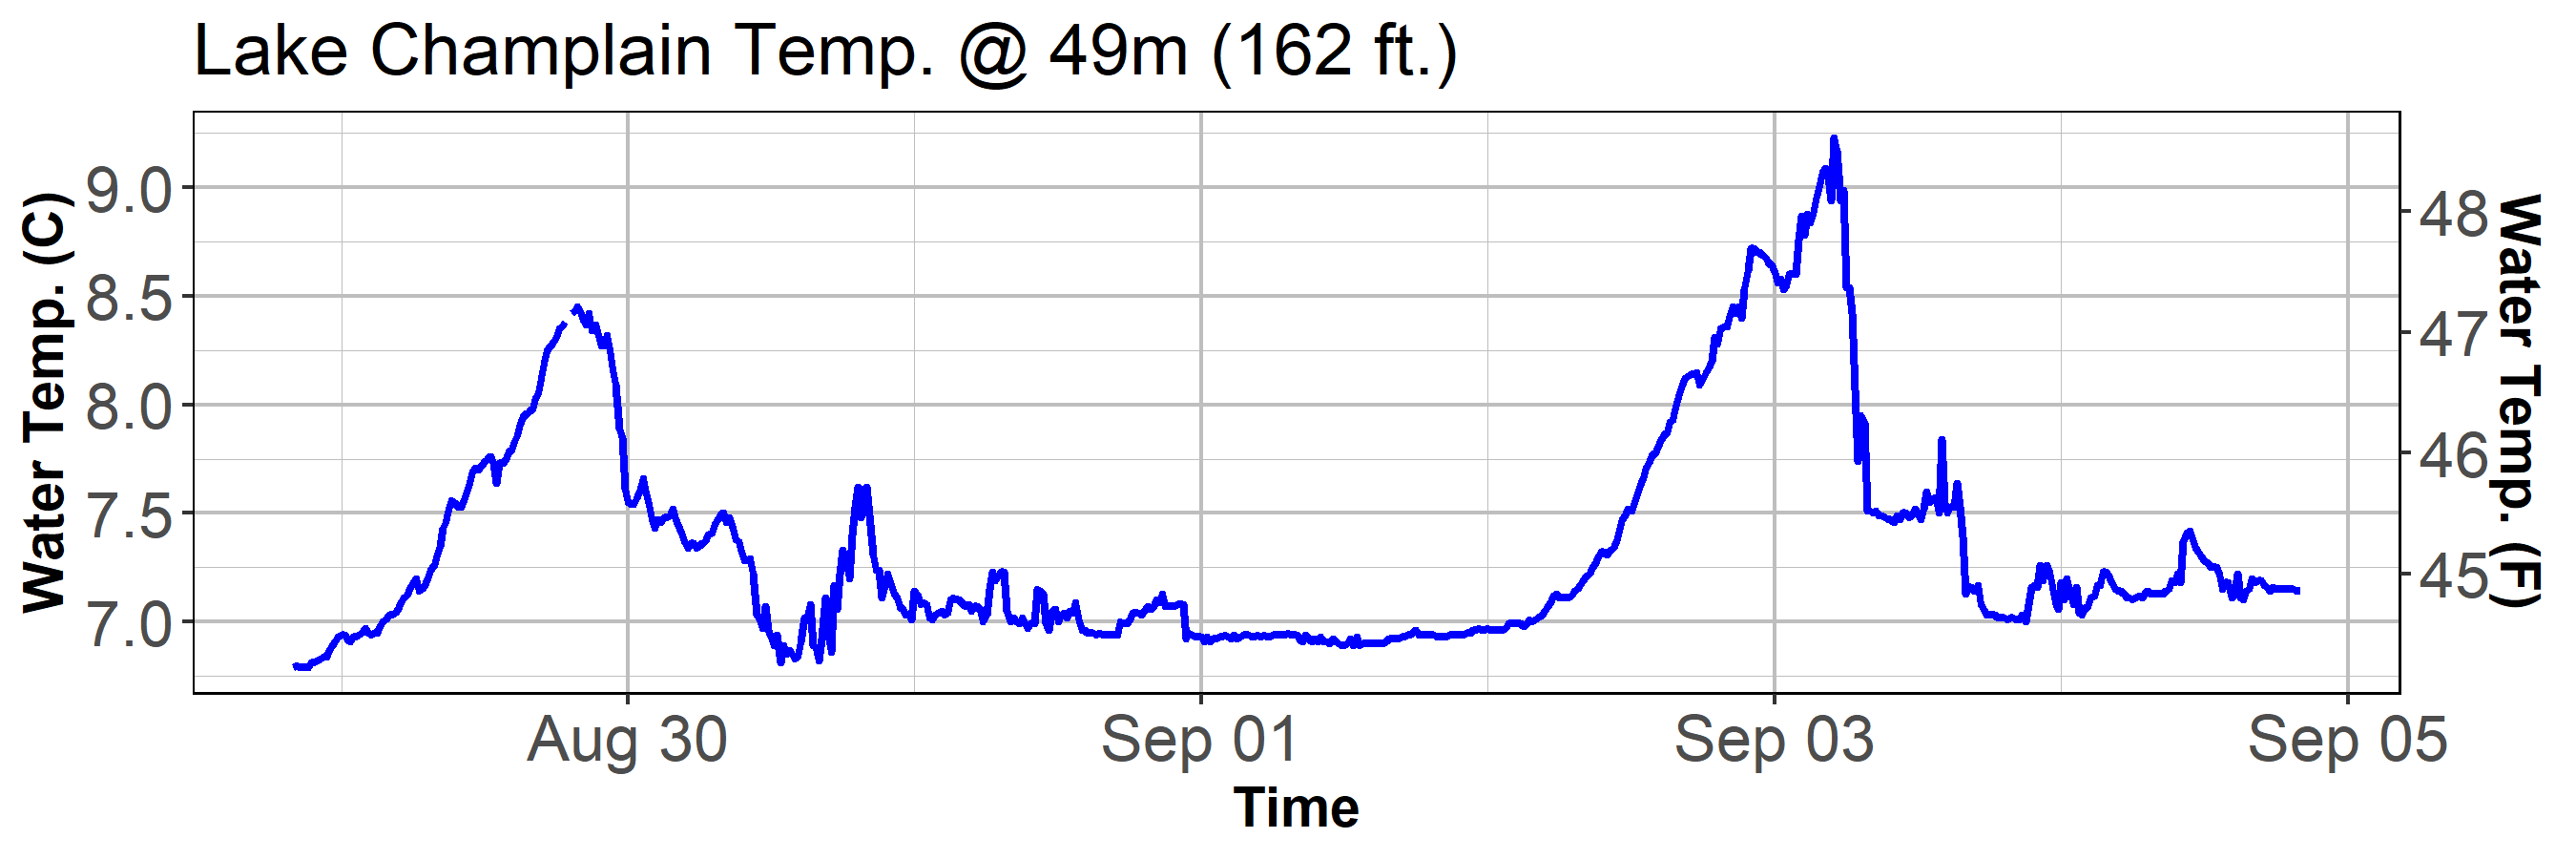 Lake Champlain Temp. @ 49m (162 ft.)
Water Temp. (C)
9.0
8.5
8.0
7.5
7.0
48
47
46
45
Water Temp. (F)
Aug 30
Sep 01
Sep 03
Sep 05
Time